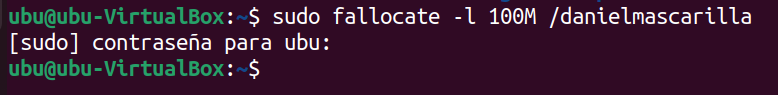 ubu@ubu-VirtualBox:~$ sudo fallocate -l 100M /danielmascarilla
[sudo] contraseña para ubu:
ubu@ubu-VirtualBox:~$